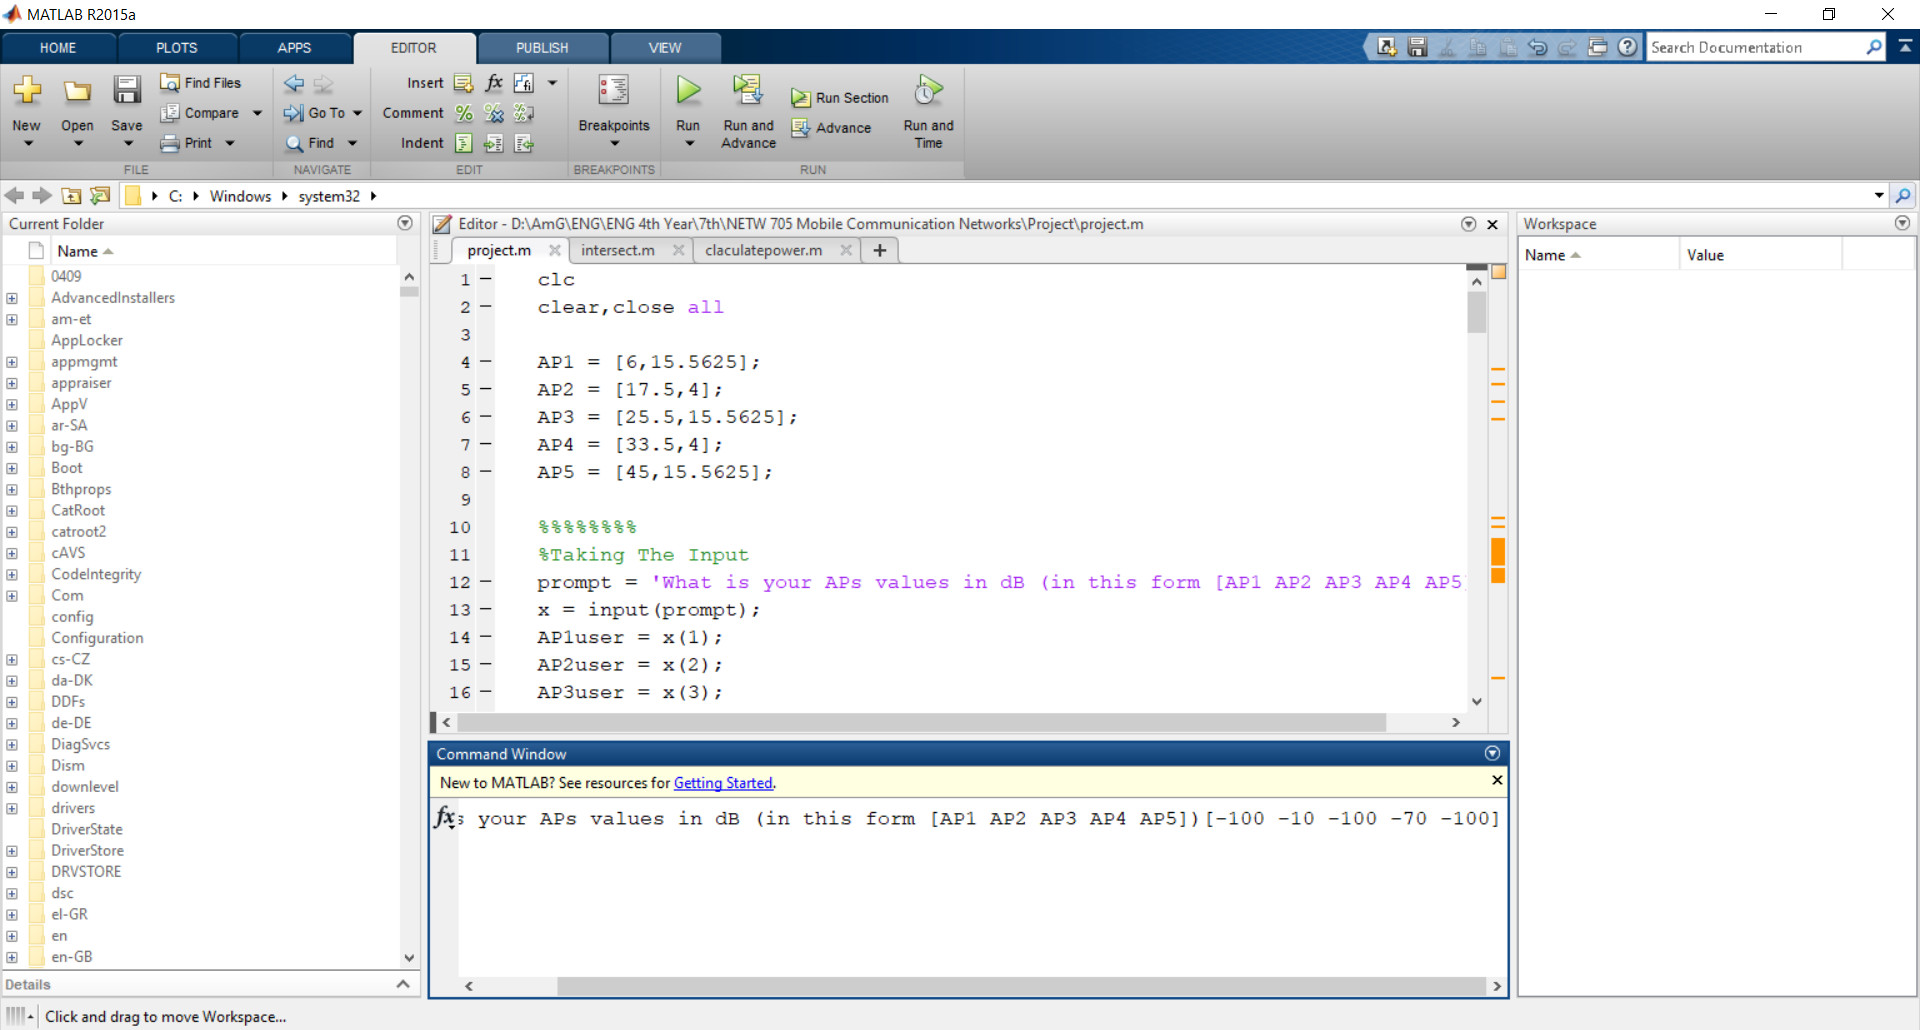 MATLAB R2015a
HOME PLOTS APPS EDITOR PUBLISH VIEW
Search Documentation
New
Open
Save
Find Files
Compare
Print
FILE
Go To
Find
NAVIGATE
Insert
Comment
Indent
EDIT
Breakpoints
BREAKPOINTS
Run
Run and
Advance
Run Section
Advance
Run and
Time
RUN
C: Windows system32
Current Folder
Name
0409
AdvancedInstallers
am-et
AppLocker
appmgmt
appraiser
AppV
ar-SA
bg-BG
Boot
Bthprops
CatRoot
catroot2
cAVS
CodeIntegrity
Com
config
Configuration
cs-CZ
da-DK
DDFs
de-DE
DiagSvcs
Dism
downlevel
drivers
DriverState
DriverStore
DRVSTORE
dsc
el-GR
en
en-GB
Details
Click and drag to move Workspace...
Editor - D:\AmG\ENG\ENG 4th Year\7th\NETW 705 Mobile Communication Networks\Project\project.m
project.m intersect.m claculatepower.m
1 clc
2 clear,close all
3
4 AP1 = [6,15.5625];
5 AP2 = [17.5,4];
6 AP3 = [25.5,15.5625];
7 AP4 = [33.5,4];
8 AP5 = [45,15.5625];
9
10 %%%%%%%%
11 %Taking The Input
12 prompt = 'What is your APs values in dB (in this form [AP1 AP2 AP3 AP4 AP5
13 x = input(prompt);
14 AP1user = x(1);
15 AP2user = x(2);
16 AP3user = x(3);
Command Window
New to MATLAB? See resources for Getting Started.
fx s your APs values in dB (in this form [AP1 AP2 AP3 AP4 AP5])[-100 -10 -100 -70 -100]
Workspace
Name Value